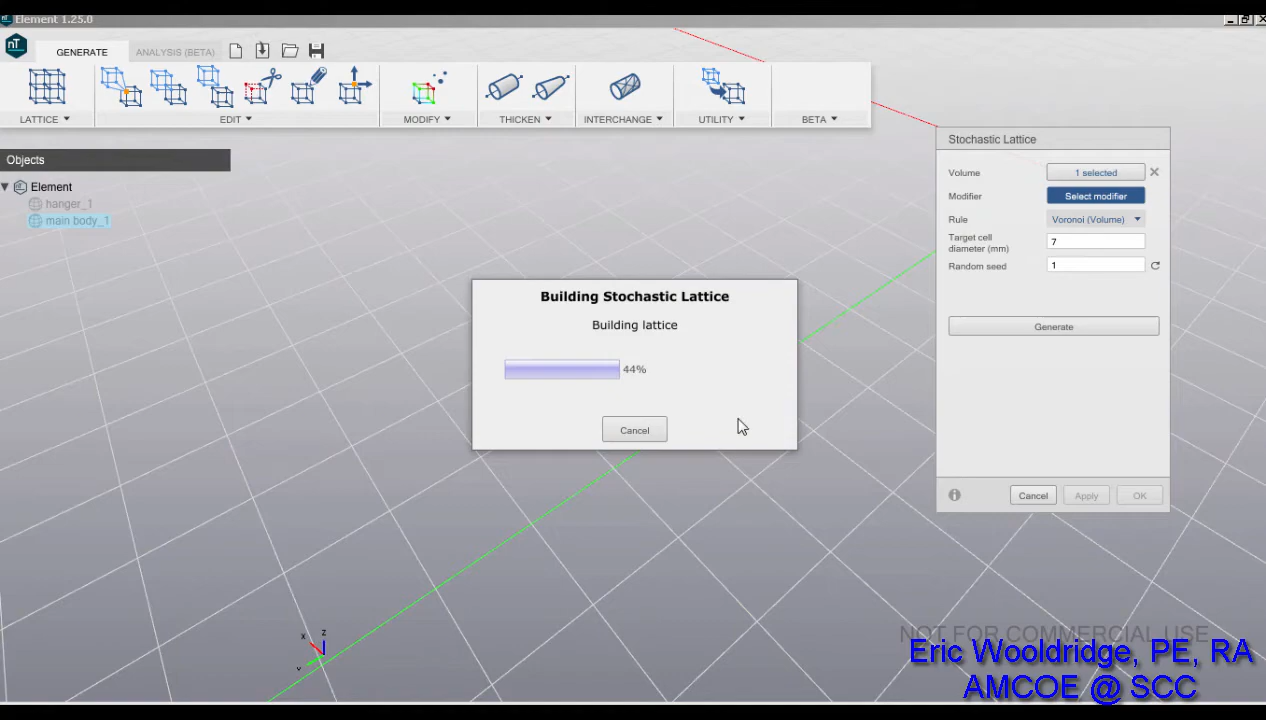 Element 1.25.0
nT
GENERATE
ANALYSIS (BETA)
LATTICE
EDIT
MODIFY
THICKEN
INTERCHANGE
UTILITY
BETA
Objects
Element
hanger_1
main body_1
Building Stochastic Lattice
Building lattice
44%
Cancel
Stochastic Lattice
Volume 1 selected
Modifier Select modifier
Rule Voronoi (Volume)
Target cell
diameter (mm) 7
Random seed 1
Generate
Cancel Apply OK
X Z
Y
NOT FOR COMMERCIAL USE
Eric Wooldridge, PE, RA
AMCOE @ SCC